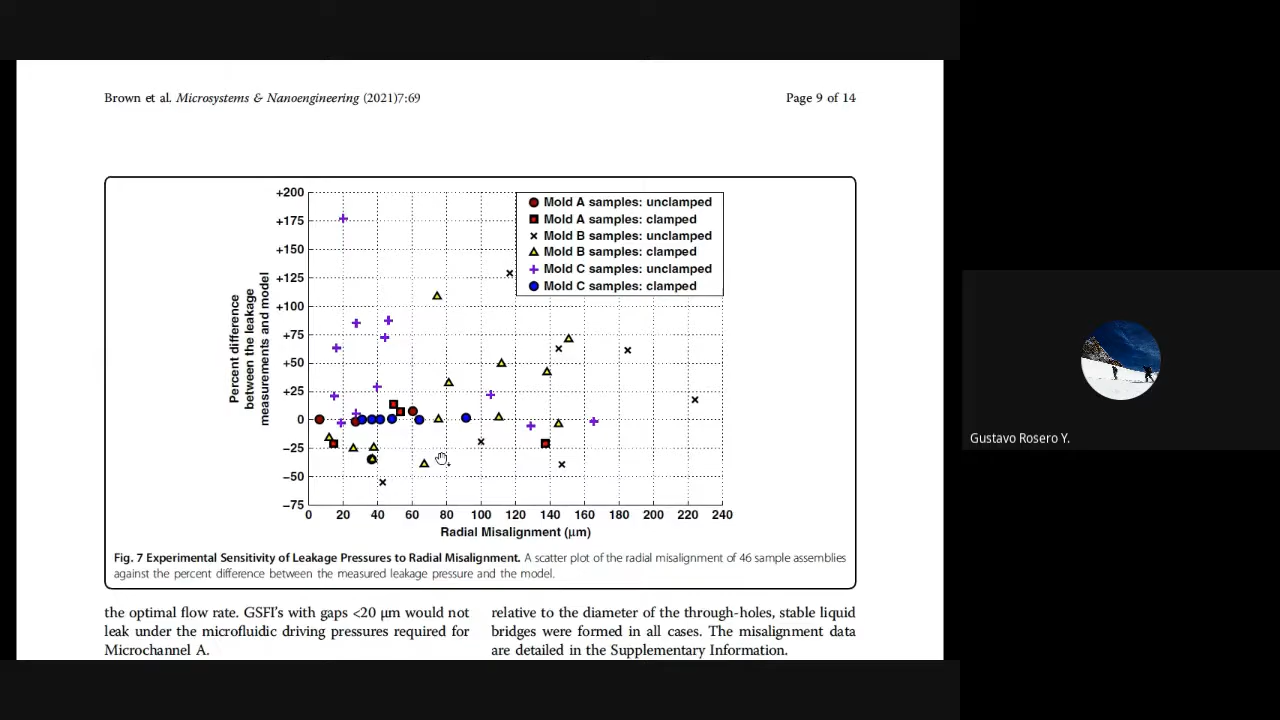 Brown et al. Microsystems & Nanoengineering (2021)7:69
Page 9 of 14
+200
+175
+150
+125
+100
+75
+50
+25
0
−25
−50
−75
Percent difference
between the leakage
measurements and model
Mold A samples: unclamped
Mold A samples: clamped
Mold B samples: unclamped
Mold B samples: clamped
Mold C samples: unclamped
Mold C samples: clamped
0 20 40 60 80 100 120 140 160 180 200 220 240
Radial Misalignment (μm)
Fig. 7 Experimental Sensitivity of Leakage Pressures to Radial Misalignment. A scatter plot of the radial misalignment of 46 sample assemblies
against the percent difference between the measured leakage pressure and the model.
the optimal flow rate. GSFI's with gaps <20 μm would not
leak under the microfluidic driving pressures required for
Microchannel A.
relative to the diameter of the through-holes, stable liquid
bridges were formed in all cases. The misalignment data
are detailed in the Supplementary Information.
Gustavo Rosero Y.